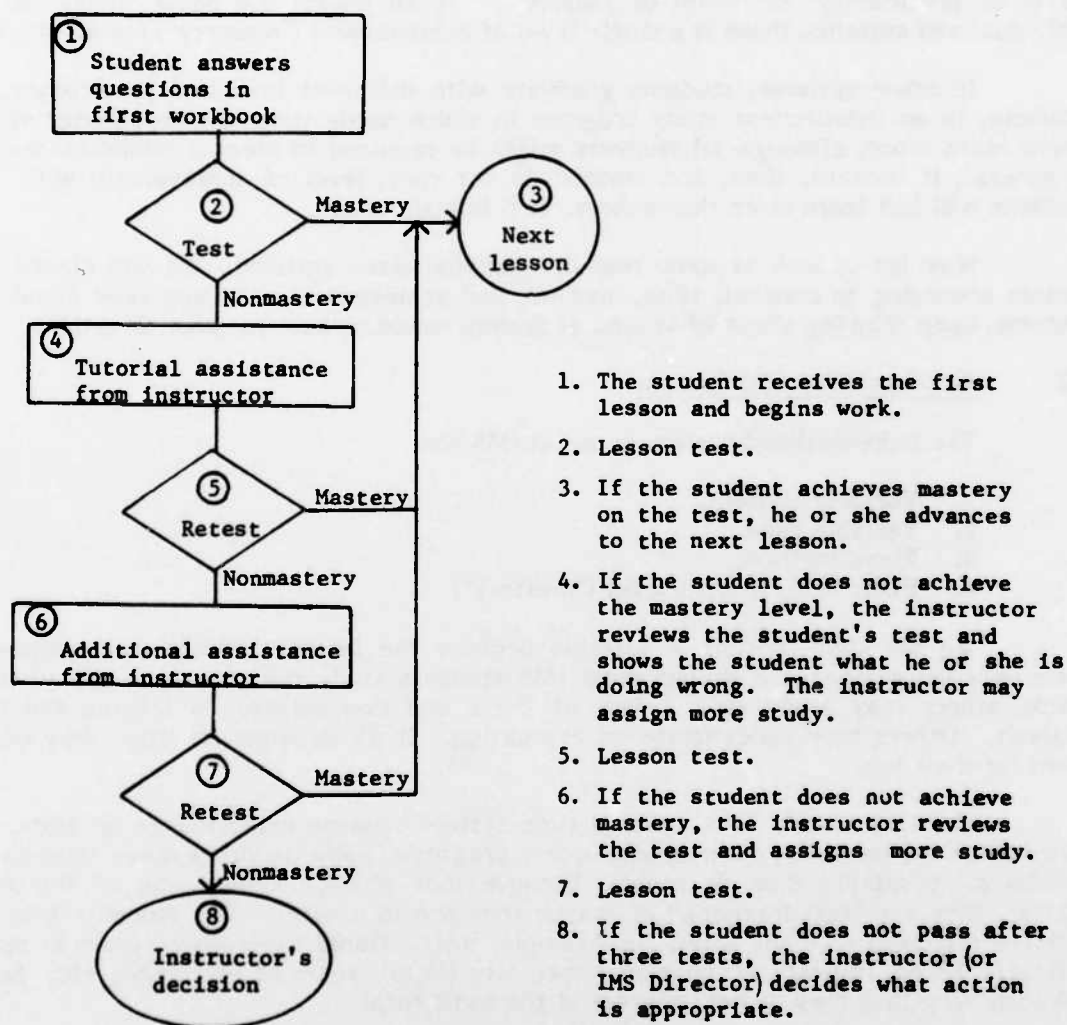 1
Student answers
questions in
first workbook
2
Test
Mastery
3
Next
lesson
Nonmastery
4
Tutorial assistance
from instructor
5
Retest
Mastery
Nonmastery
6
Additional assistance
from instructor
7
Retest
Mastery
Nonmastery
8
Instructor's
decision
1. The student receives the first
lesson and begins work.
2. Lesson test.
3. If the student achieves mastery
on the test, he or she advances
to the next lesson.
4. If the student does not achieve
the mastery level, the instructor
reviews the student's test and
shows the student what he or she is
doing wrong. The instructor may
assign more study.
5. Lesson test.
6. If the student does not achieve
mastery, the instructor reviews
the test and assigns more study.
7. Lesson test.
8. If the student does not pass after
three tests, the instructor (or
IMS Director) decides what action
is appropriate.